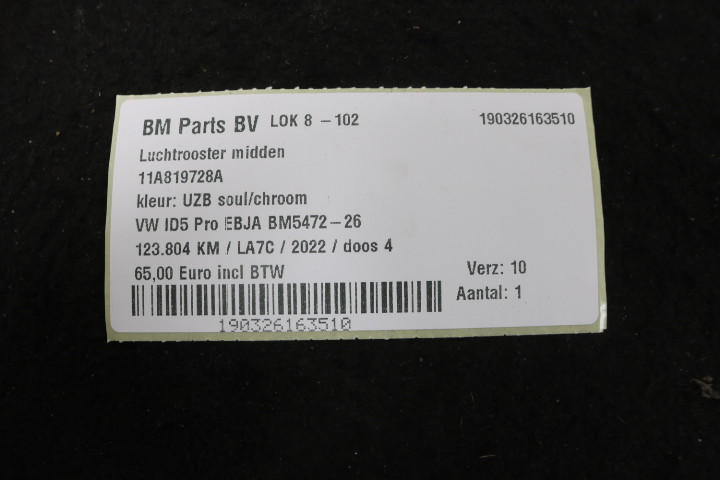 BM Parts BV LOK 8 - 102 190326163510
Luchtrooster midden
11A819728A
kleur: UZB soul/chroom
VW ID5 Pro EBJA BM5472-26
123.804 KM / LA7C / 2022 / doos 4
65,00 Euro incl BTW Verz: 10
Aantal: 1
190326163510